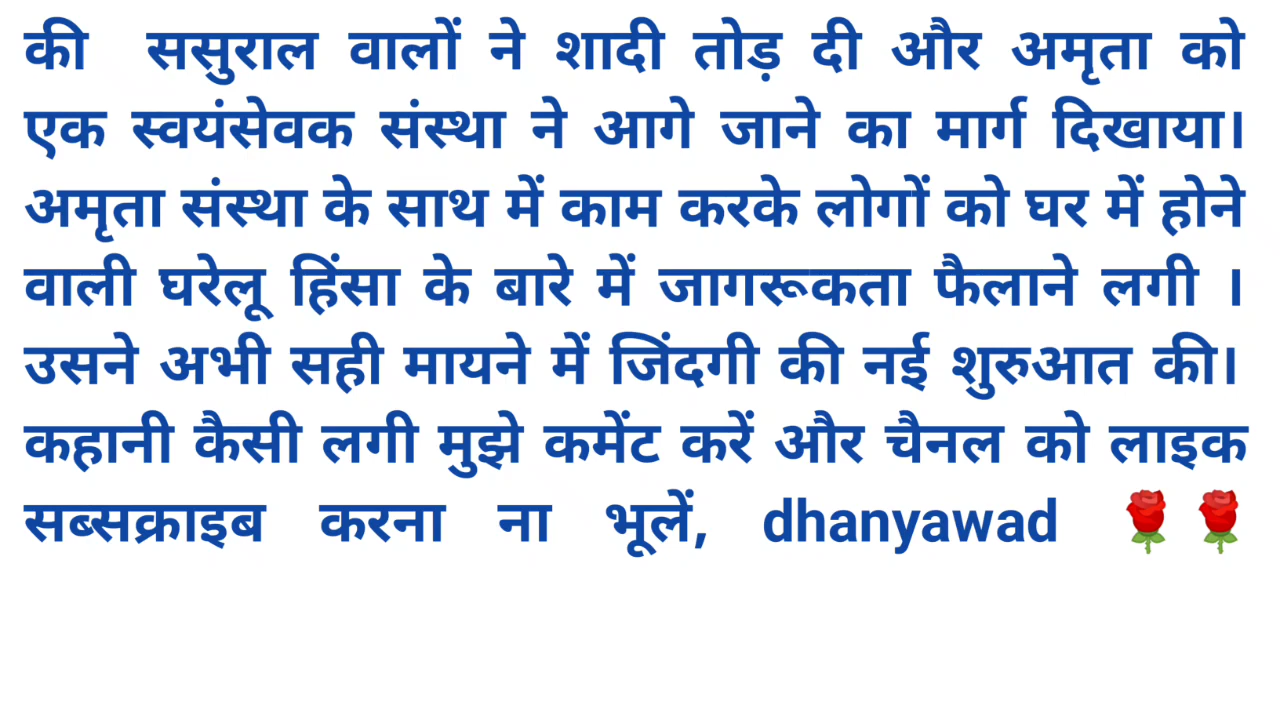 की ससुराल वालों ने शादी तोड़ दी और अमृता को
एक स्वयंसेवक संस्था ने आगे जाने का मार्ग दिखाया।
अमृता संस्था के साथ में काम करके लोगों को घर में होने
वाली घरेलू हिंसा के बारे में जागरूकता फैलाने लगी ।
उसने अभी सही मायने में जिंदगी की नई शुरुआत की।
कहानी कैसी लगी मुझे कमेंट करें और चैनल को लाइक
सब्सक्राइब करना ना भूलें, dhanyawad 🌹🌹